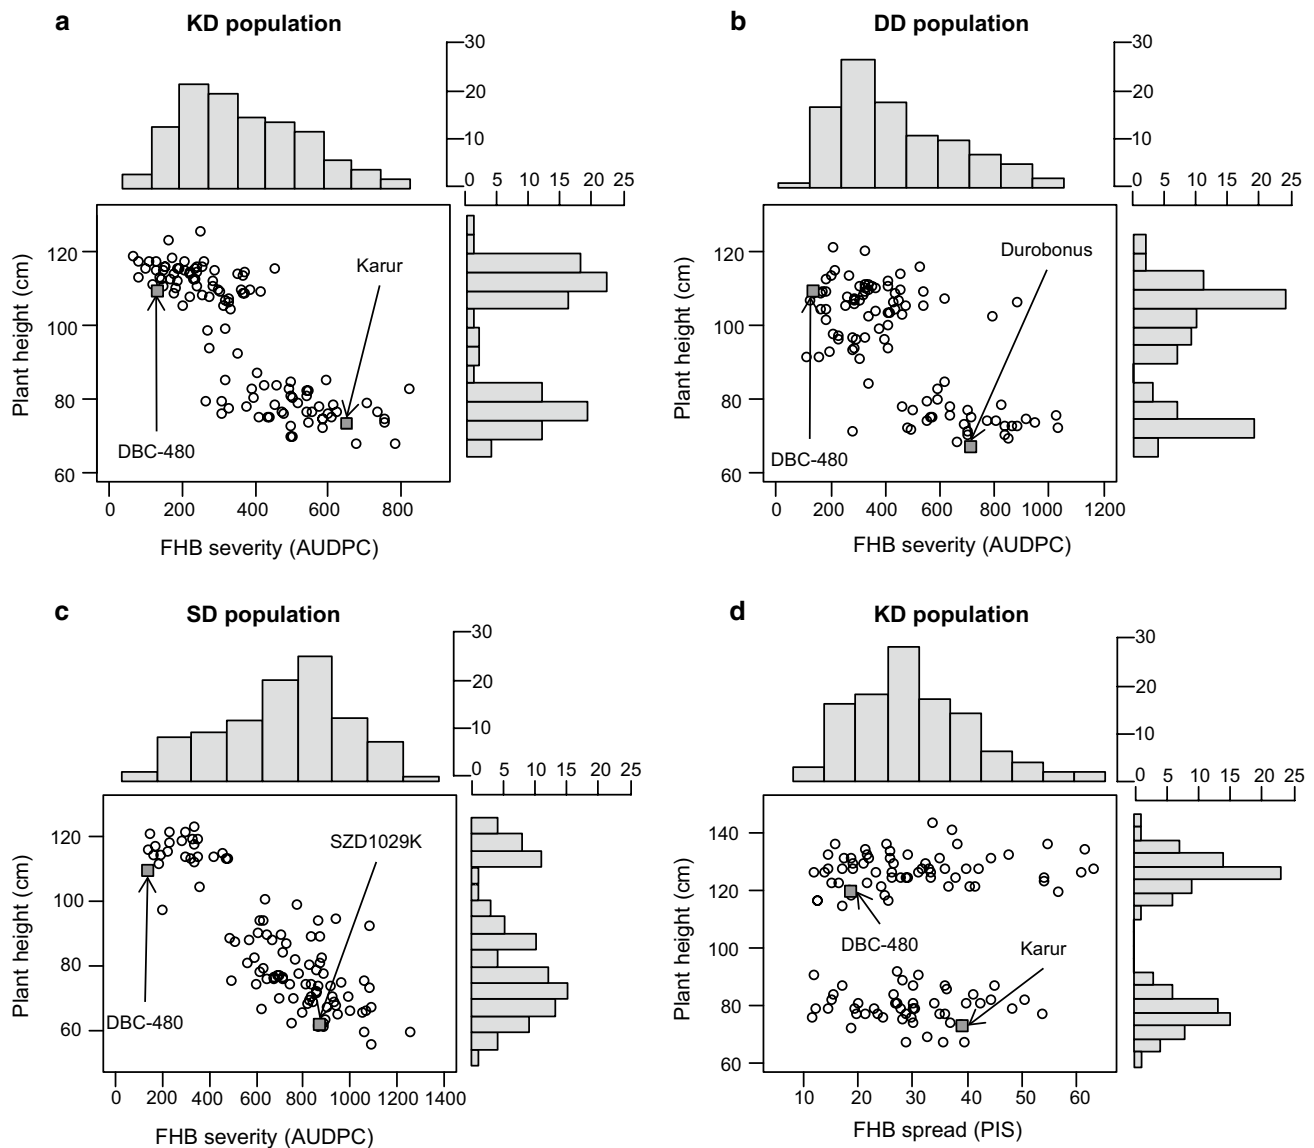 a
KD population
30
20
10
0
0 5 10 15 20 25
Plant height (cm)
120
100
80
60
Karur
DBC-480
0 200 400 600 800
FHB severity (AUDPC)
b
DD population
30
20
10
0
0 5 10 15 20 25
Plant height (cm)
120
100
80
60
Durobonus
DBC-480
0 200 400 600 800 1000 1200
FHB severity (AUDPC)
c
SD population
30
20
10
0
0 5 10 15 20 25
Plant height (cm)
120
100
80
60
SZD1029K
DBC-480
0 200 400 600 800 1000 1200 1400
FHB severity (AUDPC)
d
KD population
30
20
10
0
0 5 10 15 20 25
Plant height (cm)
140
120
100
80
60
DBC-480
Karur
10 20 30 40 50 60
FHB spread (PIS)